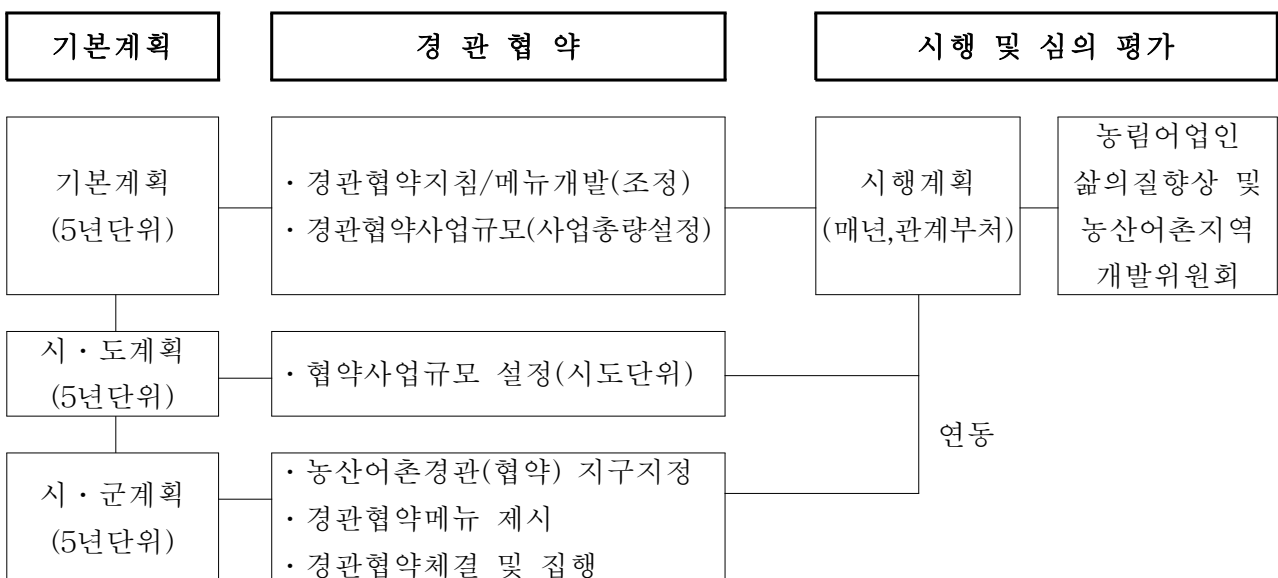 기본계획
경 관 협 약
시행 및 심의 평가
기본계획
(5년단위)
· 경관협약지침/메뉴개발(조정)
· 경관협약사업규모(사업총량설정)
시행계획
(매년,관계부처)
농림어업인
삶의질향상 및
농산어촌지역
개발위원회
시 · 도계획
(5년단위)
· 협약사업규모 설정(시도단위)
연동
시 · 군계획
(5년단위)
· 농산어촌경관(협약) 지구지정
· 경관협약메뉴 제시
· 경관협약체결 및 집행